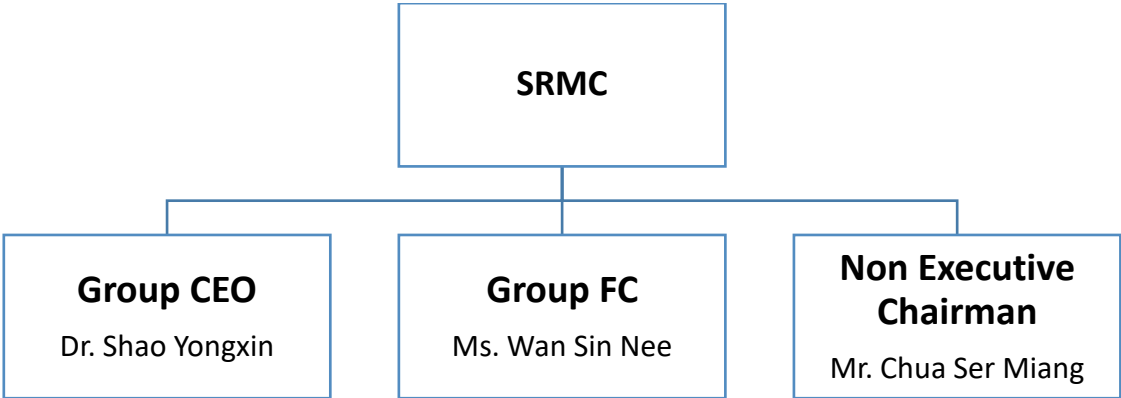 SRMC
Group CEO
Dr. Shao Yongxin
Group FC
Ms. Wan Sin Nee
Non Executive
Chairman
Mr. Chua Ser Miang